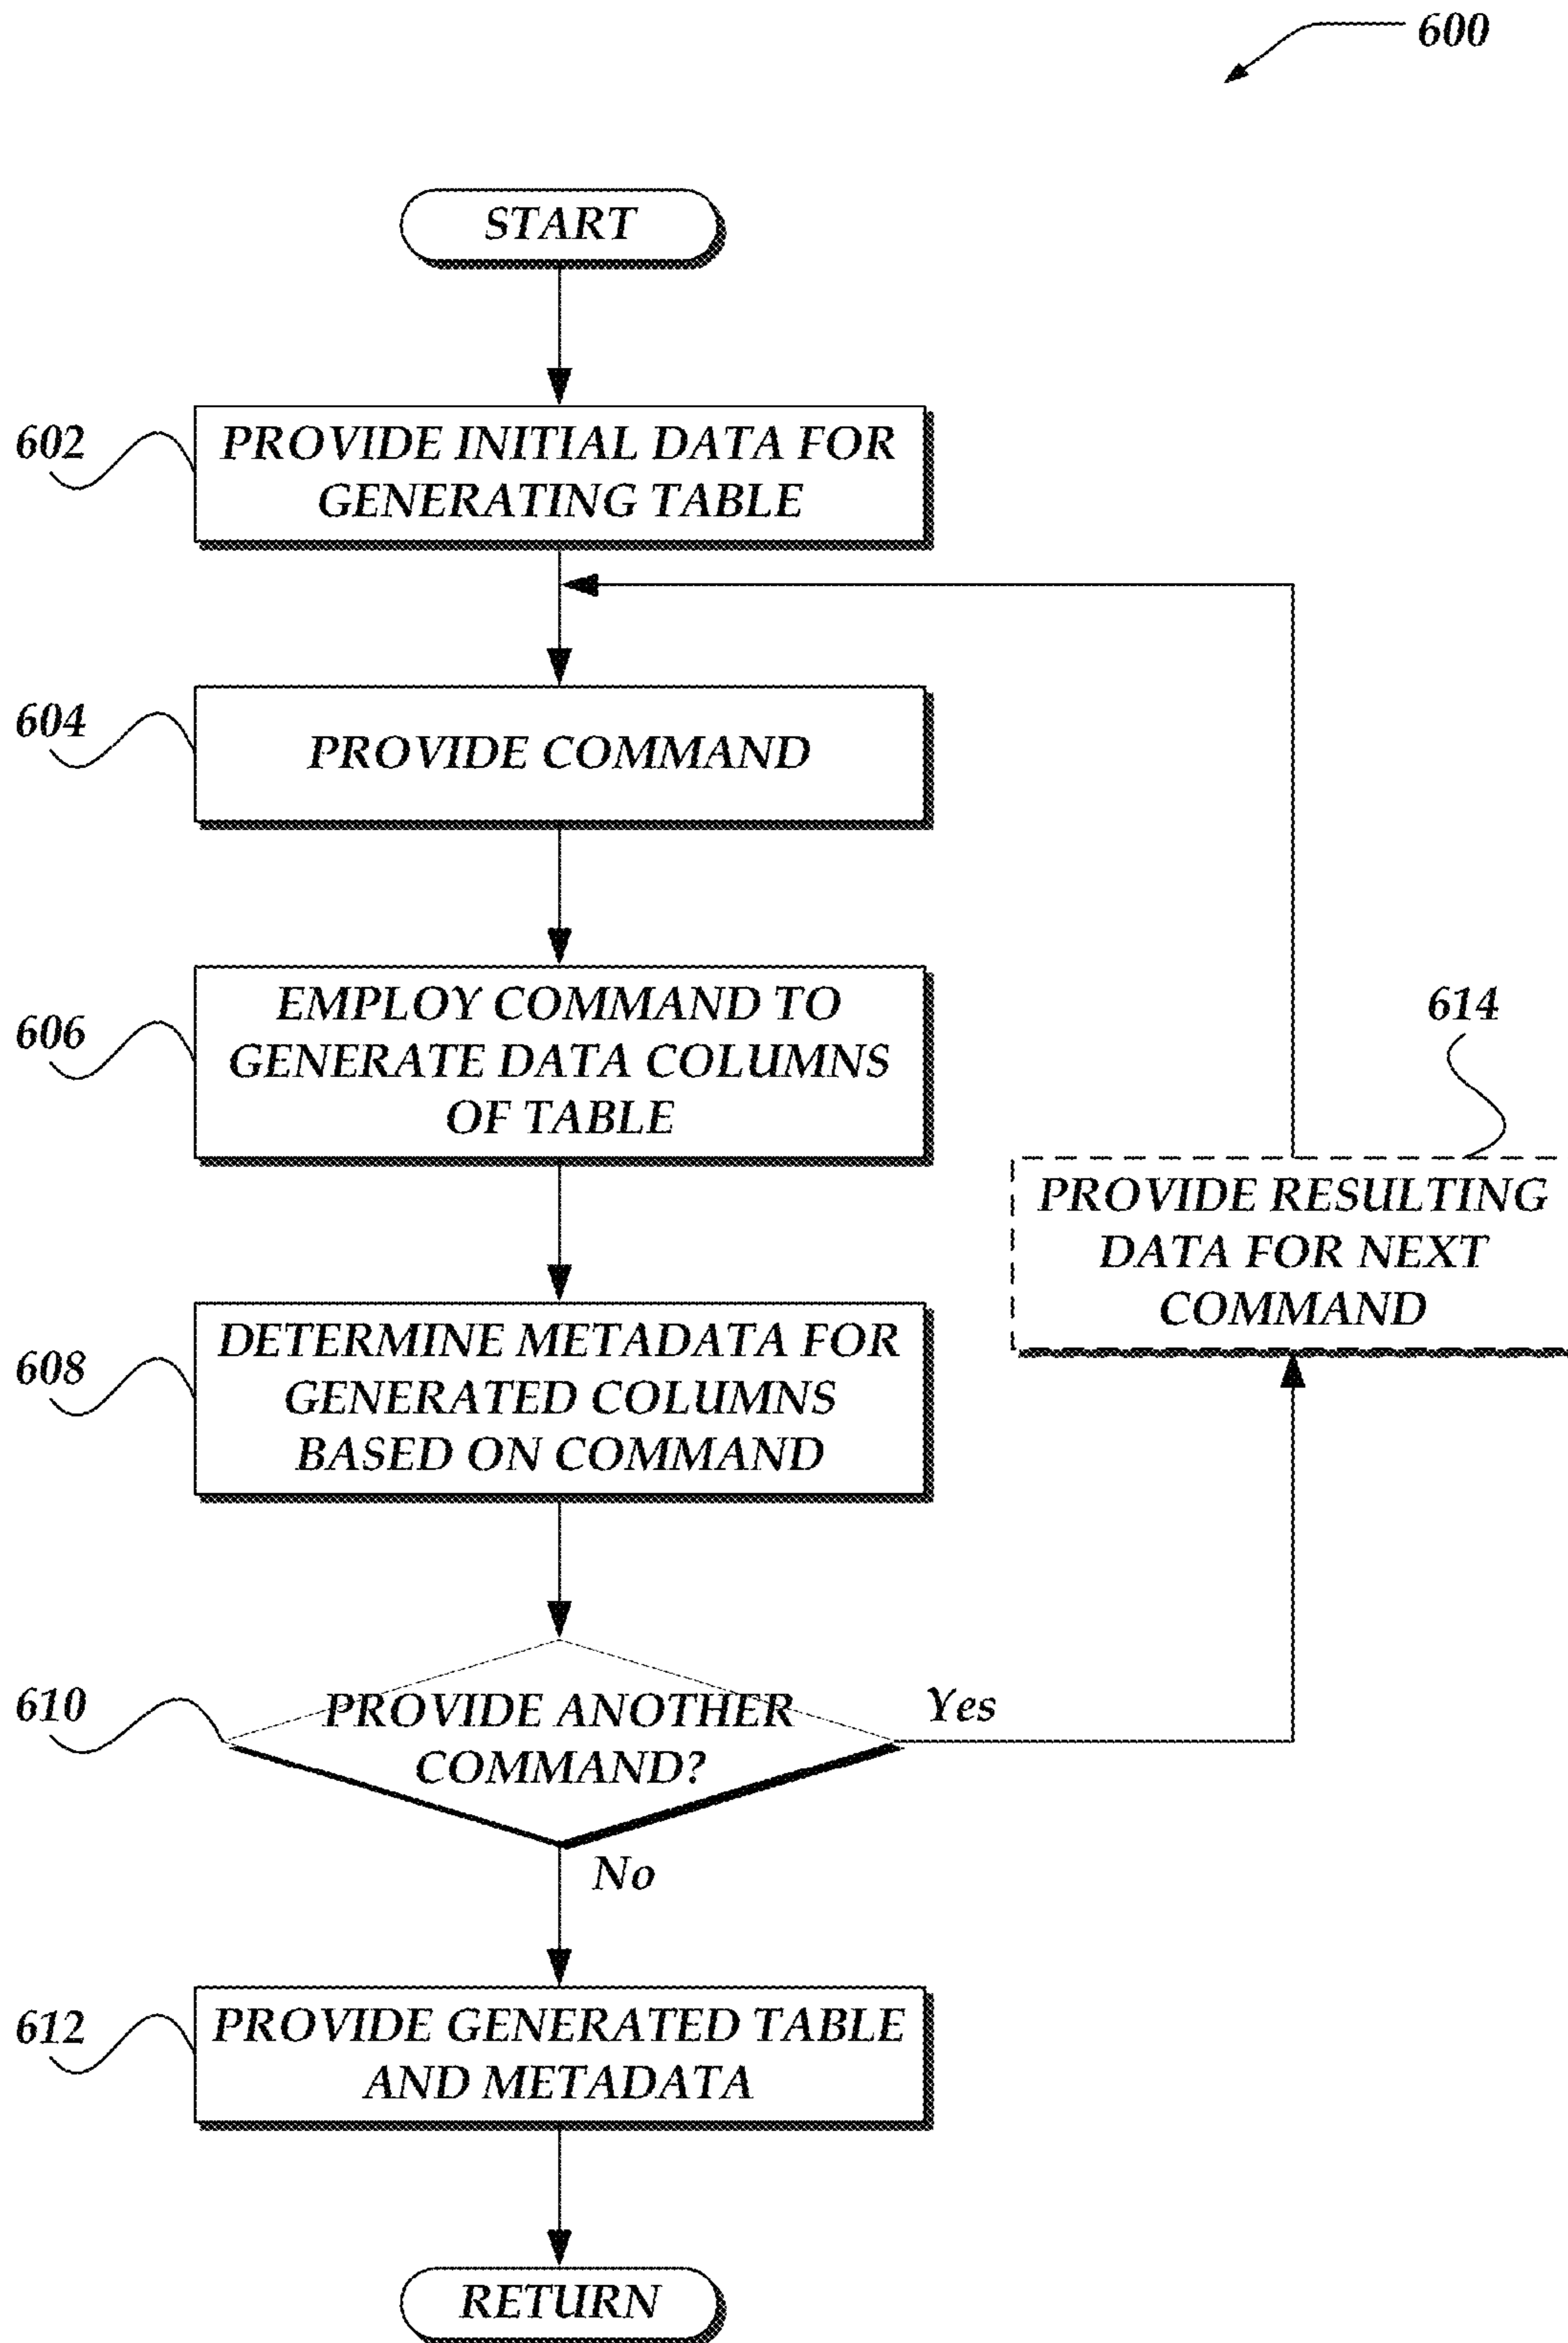 600
START
602
PROVIDE INITIAL DATA FOR
GENERATING TABLE
604
PROVIDE COMMAND
606
EMPLOY COMMAND TO
GENERATE DATA COLUMNS
OF TABLE
614
PROVIDE RESULTING
DATA FOR NEXT
COMMAND
608
DETERMINE METADATA FOR
GENERATED COLUMNS
BASED ON COMMAND
610
PROVIDE ANOTHER
COMMAND?
Yes
No
612
PROVIDE GENERATED TABLE
AND METADATA
RETURN